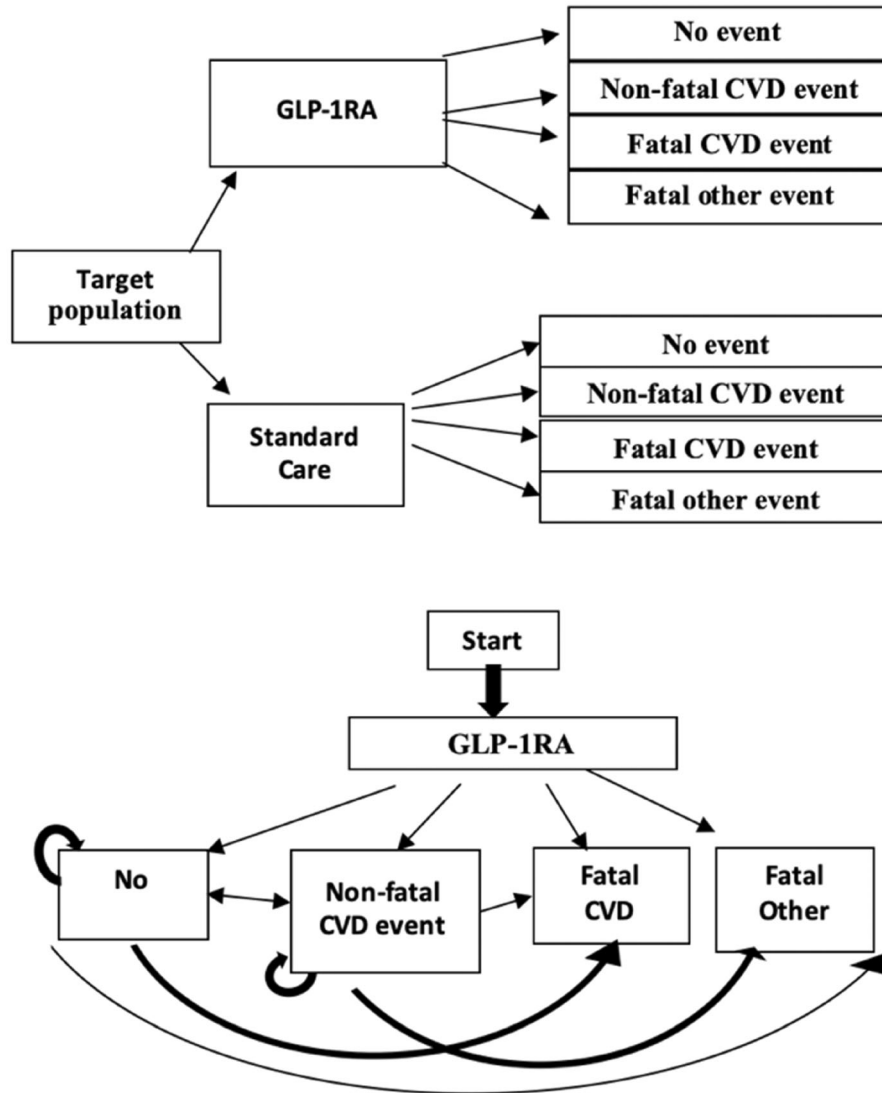 No event
GLP-1RA
Non-fatal CVD event
Fatal CVD event
Fatal other event
Target
population
No event
Non-fatal CVD event
Standard
Care
Fatal CVD event
Fatal other event
Start
GLP-1RA
No
Non-fatal
CVD event
Fatal
CVD
Fatal
Other